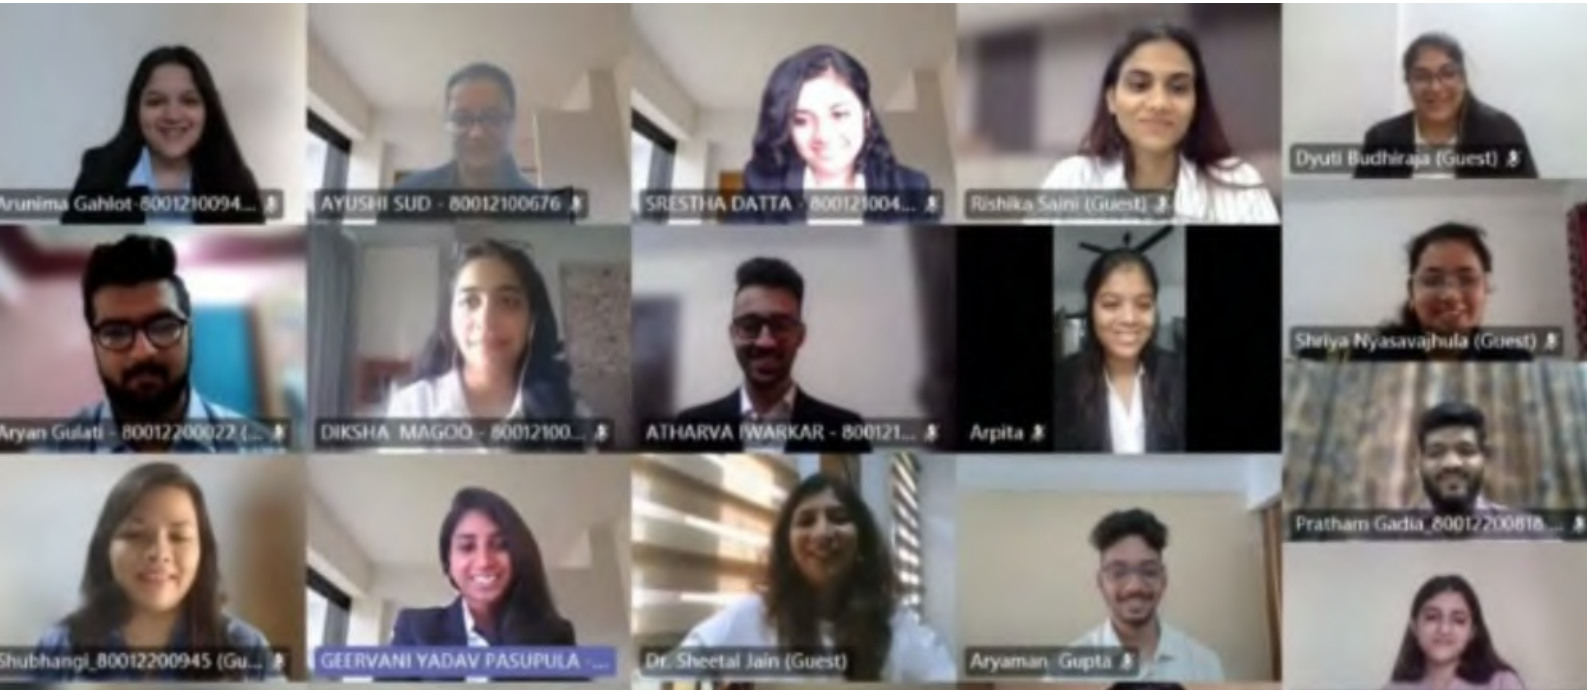 Arunima Gahlot-8001210094...
AYUSHI SUD - 80012100676
SRESTHA DATTA - 800121004...
Rishika Saini (Guest)
Dyuti Budhiraja (Guest)
Shriya Nyasavajhula (Guest)
Aryan Gulati - 80012200022 (...
DIKSHA MAGOO - 80012100...
ATHARVA IWARKAR - 800121...
Arpita
Pratham Gadia_80012200818...
Shubhangi_80012200945 (Gu...
GEERVANI YADAV PASUPULA -...
Dr. Sheetal Jain (Guest)
Aryaman Gupta